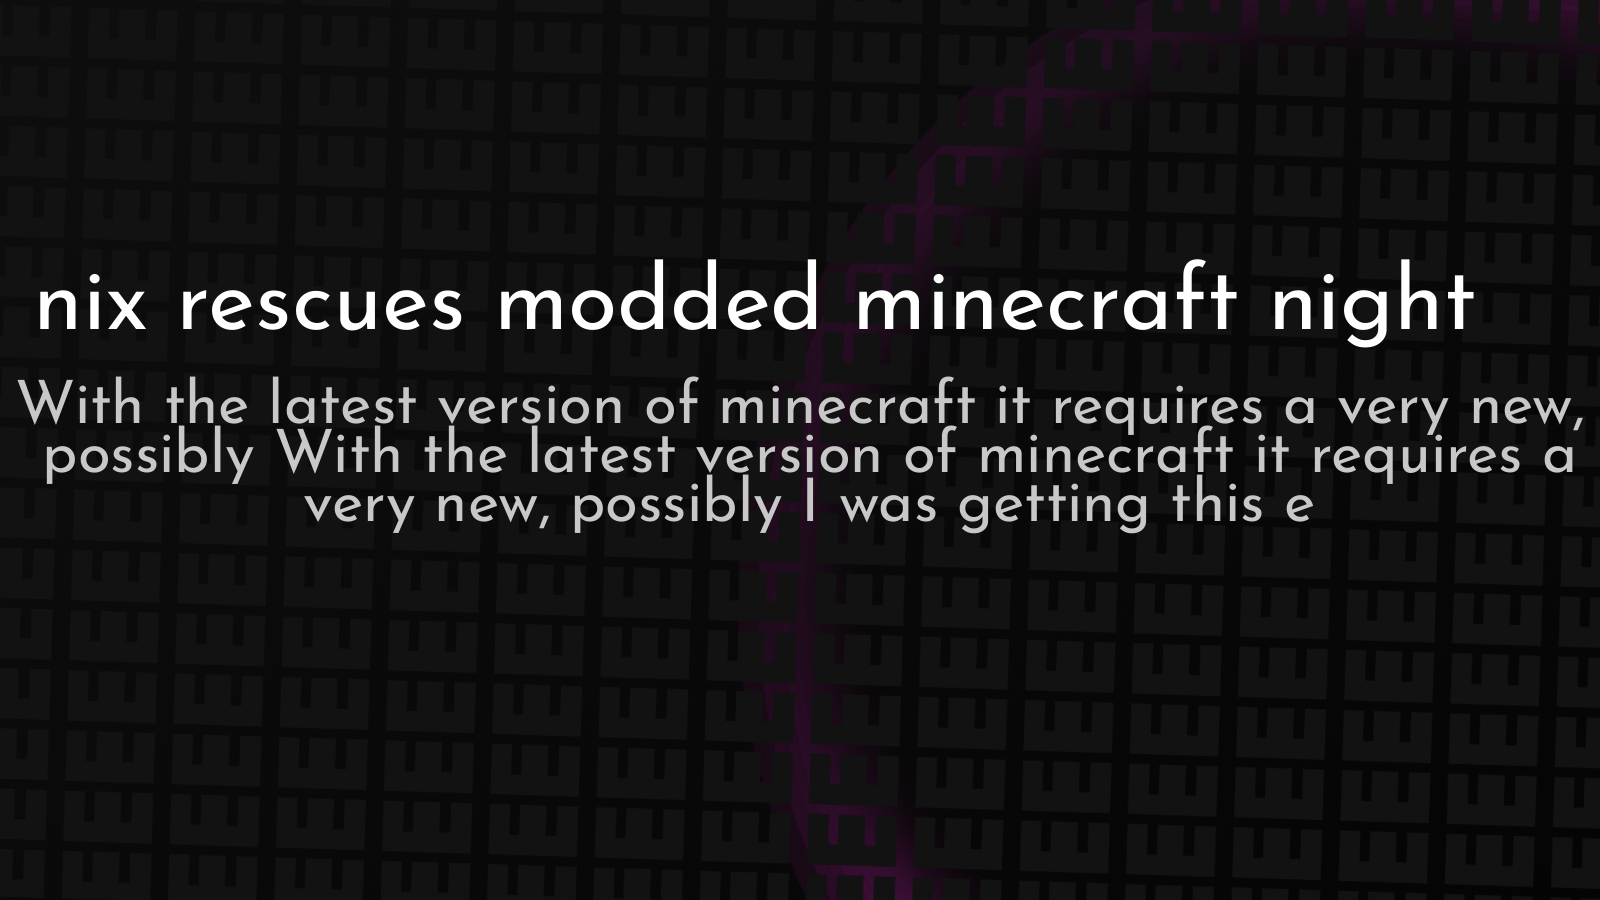 nix rescues modded minecraft night
With the latest version of minecraft it requires a very new,
possibly With the latest version of minecraft it requires a
very new, possibly I was getting this e